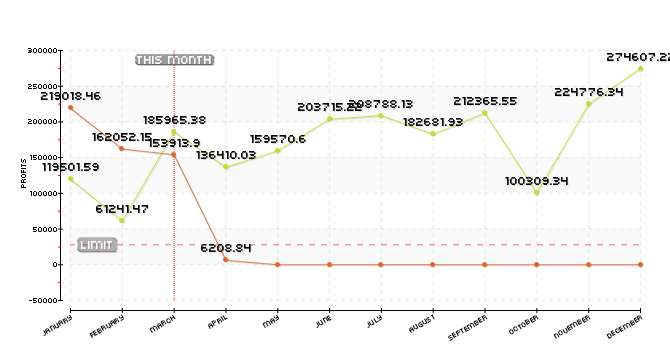 300000
THIS MONTH
274607.22
250000
219018.46
224776.34
212365.55
208788.13
203715.22
200000
185965.38
182681.93
162052.15
153913.9
159570.6
150000
136410.03
119501.59
100309.34
100000
61241.47
50000
LIMIT
6208.84
0
-50000
PROFITS
JANUARY
FEBRUARY
MARCH
APRIL
MAY
JUNE
JULY
AUGUST
SEPTEMBER
OCTOBER
NOVEMBER
DECEMBER